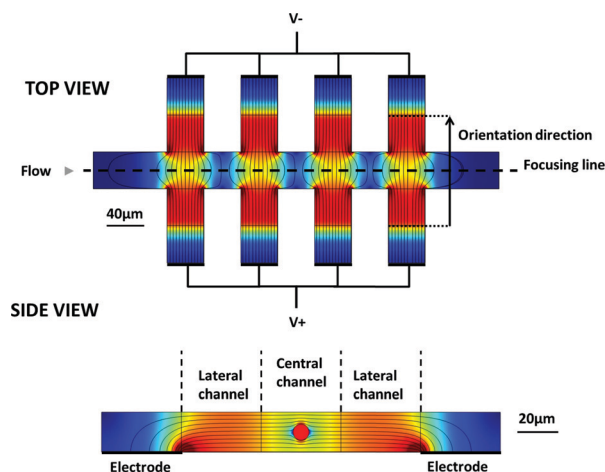 V-
TOP VIEW
Orientation direction
Flow
Focusing line
40μm
V+
SIDE VIEW
Lateral channel
Central channel
Lateral channel
20μm
Electrode
Electrode